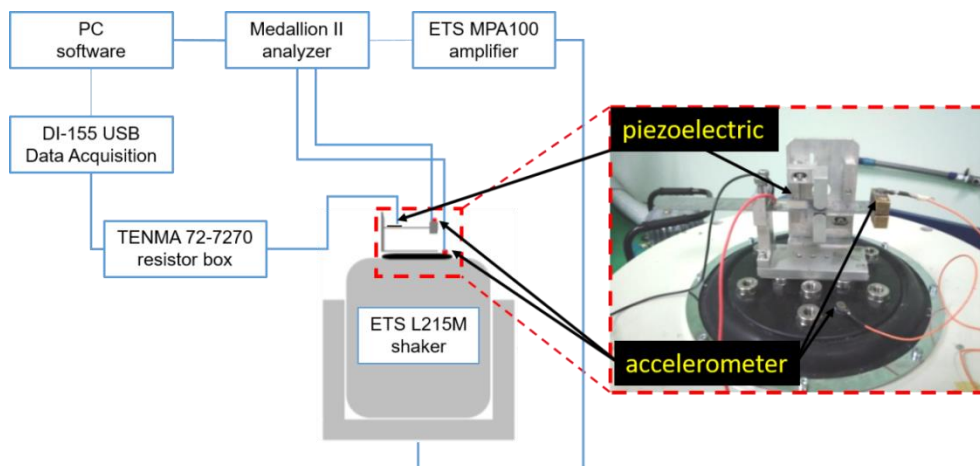 PC
software
Medallion II
analyzer
ETS MPA100
amplifier
DI-155 USB
Data Acquisition
TENMA 72-7270
resistor box
ETS L215M
shaker
piezoelectric
accelerometer